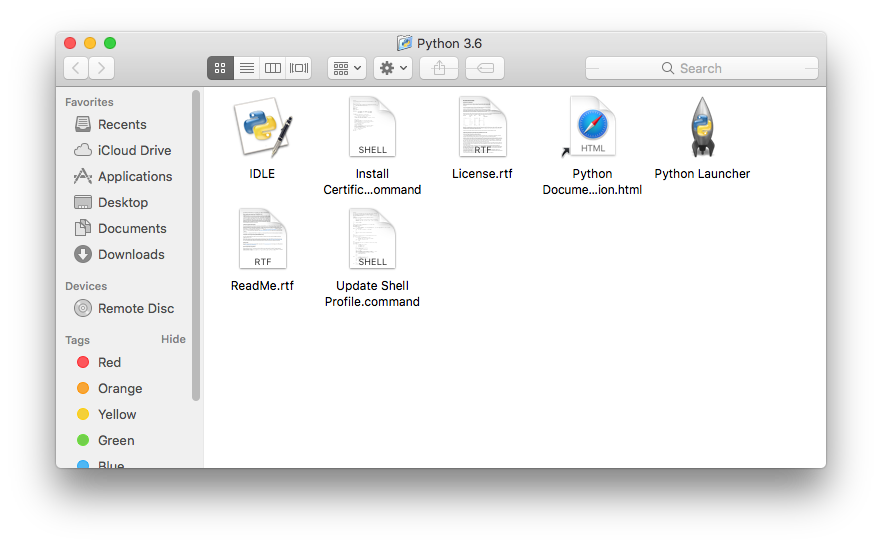 Python 3.6
Search
Favorites
Recents
iCloud Drive
Applications
Desktop
Documents
Downloads
Devices
Remote Disc
Tags Hide
Red
Orange
Yellow
Green
Blue
SHELL
RTF
HTML
IDLE
Install
Certific...ommand
License.rtf
Python
Docume...ion.html
Python Launcher
RTF
SHELL
ReadMe.rtf
Update Shell
Profile.command